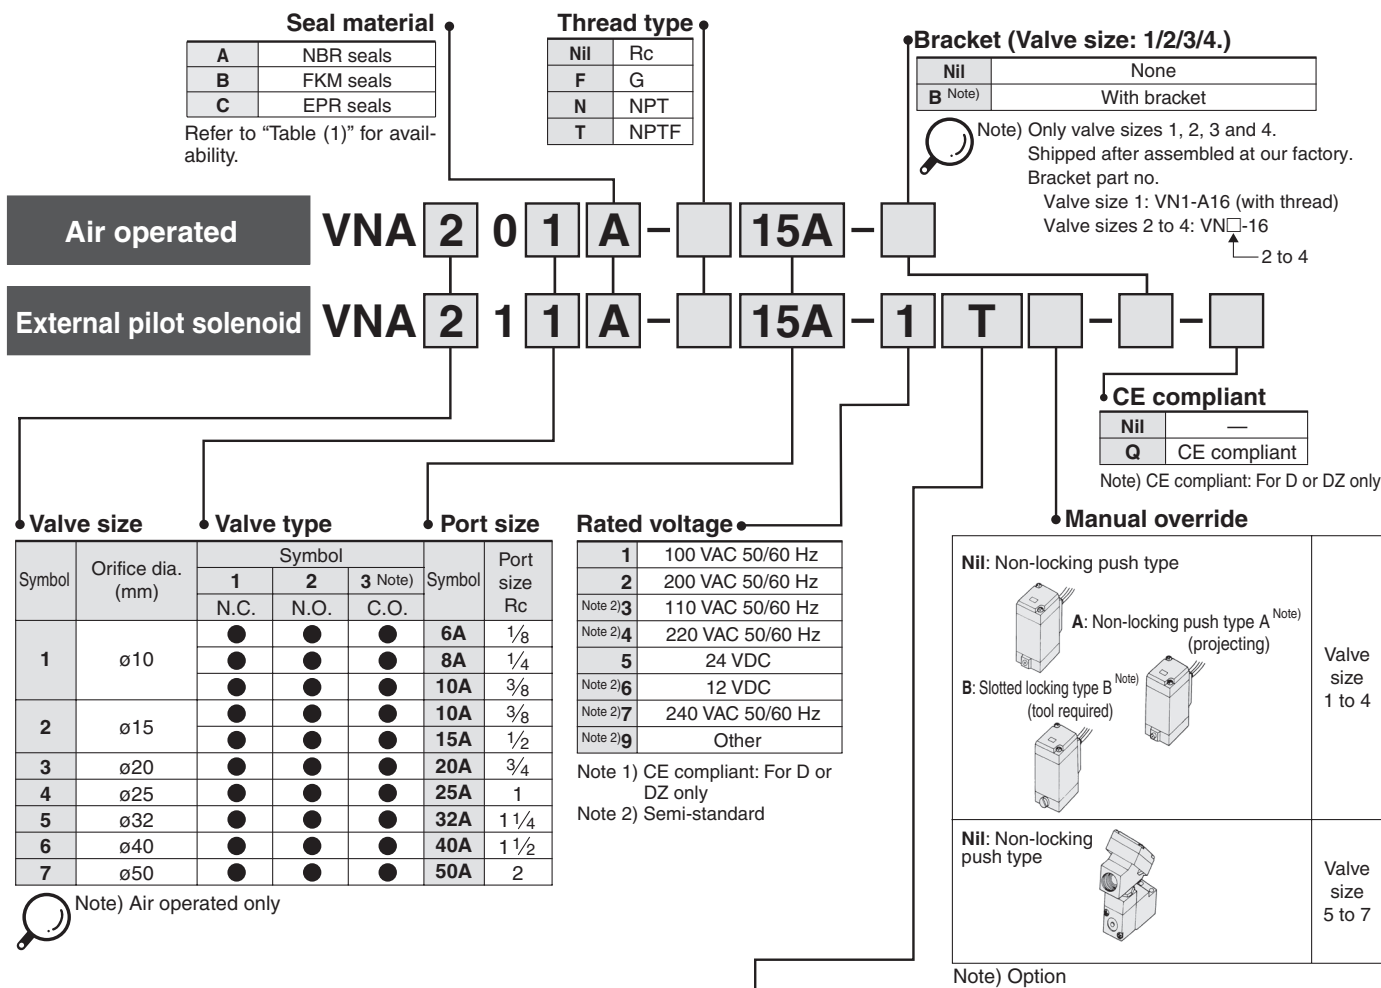 Seal material
A NBR seals
B FKM seals
C EPR seals
Refer to “Table (1)” for avail-
ability.
Thread type
Nil Rc
F G
N NPT
T NPTF
Bracket (Valve size: 1/2/3/4.)
Nil None
B Note) With bracket
Note) Only valve sizes 1, 2, 3 and 4.
Shipped after assembled at our factory.
Bracket part no.
Valve size 1: VN1-A16 (with thread)
Valve sizes 2 to 4: VN□-16
2 to 4
Air operated VNA 2 0 1 A – 15A –
External pilot solenoid VNA 2 1 1 A – 15A – 1 T – –
CE compliant
Nil —
Q CE compliant
Note) CE compliant: For D or DZ only
Valve size
Valve type
Port size
Symbol Orifice dia. (mm) Symbol Symbol Port size Rc
1 2 3 Note)
N.C. N.O. C.O.
1 ø10 ● ● ● 6A 1/8
● ● ● 8A 1/4
● ● ● 10A 3/8
2 ø15 ● ● ● 10A 3/8
● ● ● 15A 1/2
3 ø20 ● ● ● 20A 3/4
4 ø25 ● ● ● 25A 1
5 ø32 ● ● ● 32A 1 1/4
6 ø40 ● ● ● 40A 1 1/2
7 ø50 ● ● ● 50A 2
Note) Air operated only
Rated voltage
1 100 VAC 50/60 Hz
2 200 VAC 50/60 Hz
Note 2)3 110 VAC 50/60 Hz
Note 2)4 220 VAC 50/60 Hz
5 24 VDC
Note 2)6 12 VDC
Note 2)7 240 VAC 50/60 Hz
Note 2)9 Other
Note 1) CE compliant: For D or
DZ only
Note 2) Semi-standard
Manual override
Nil: Non-locking push type
A: Non-locking push type A Note)
(projecting)
B: Slotted locking type B Note)
(tool required)
Valve
size
1 to 4
Nil: Non-locking
push type
Valve
size
5 to 7
Note) Option